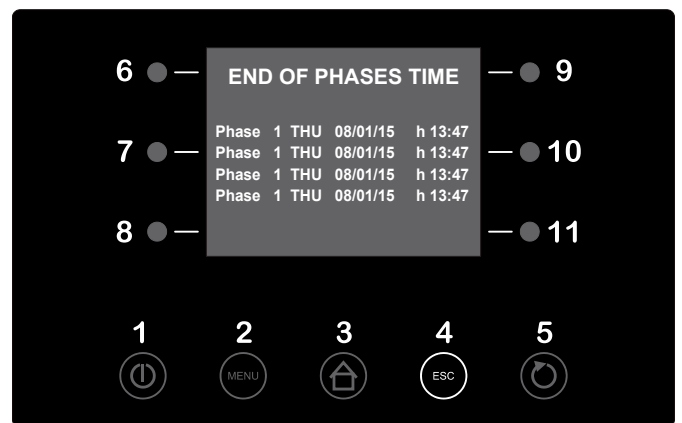 6 END OF PHASES TIME 9
Phase 1 THU 08/01/15 h 13:47
7 Phase 1 THU 08/01/15 h 13:47 10
Phase 1 THU 08/01/15 h 13:47
Phase 1 THU 08/01/15 h 13:47
8 11
1 2 3 4 5
MENU ESC